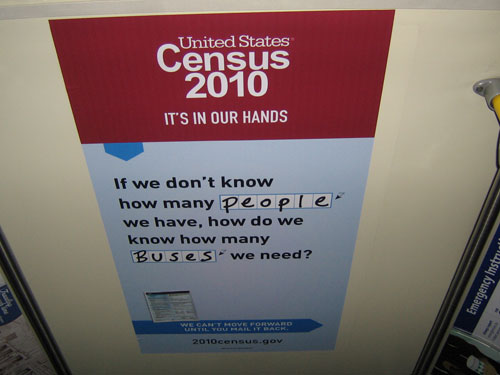 United States®
Census
2010
IT'S IN OUR HANDS
If we don't know
how many people
we have, how do we
know how many
Buses we need?
WE CAN'T MOVE FORWARD
UNTIL YOU MAIL IT BACK.
2010census.gov
Emergency Instru